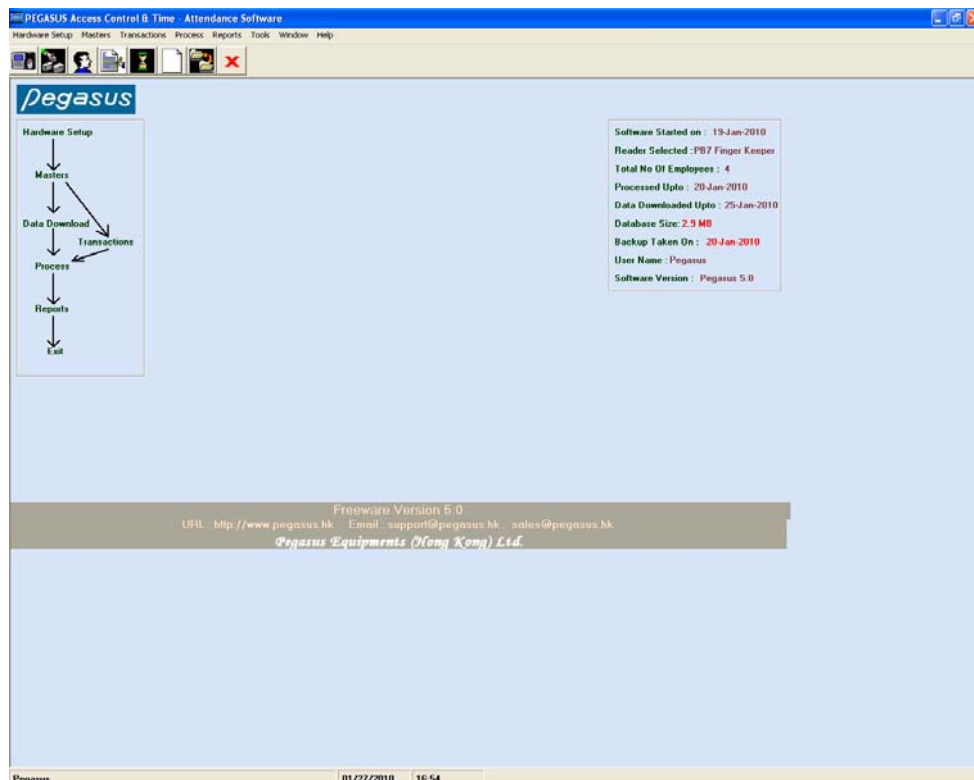 PEGASUS Access Control & Time - Attendance Software
Hardware Setup Masters Transactions Process Reports Tools Window Help
Pegasus
Hardware Setup
Masters
Data Download
Transactions
Process
Reports
Exit
Software Started on : 19-Jan-2010
Reader Selected :PB7 Finger Keeper
Total No Of Employees : 4
Processed Upto : 20-Jan-2010
Data Downloaded Upto : 25-Jan-2010
Database Size: 2.9 MB
Backup Taken On : 20-Jan-2010
User Name : Pegasus
Software Version : Pegasus 5.0
Freeware Version 5.0
URL : http://www.pegasus.hk Email : support@pegasus.hk , sales@pegasus.hk
Pegasus Equipments (Hong Kong) Ltd.
Pegasus 01/27/2010 16:54